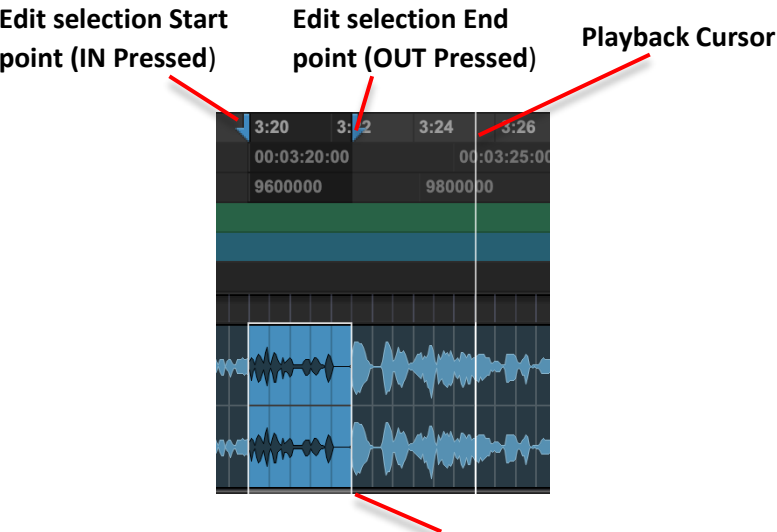 Edit selection Start
point (IN Pressed)
Edit selection End
point (OUT Pressed)
Playback Cursor
3:20 3:24 3:26
00:03:20:00 00:03:25:00
9600000 9800000